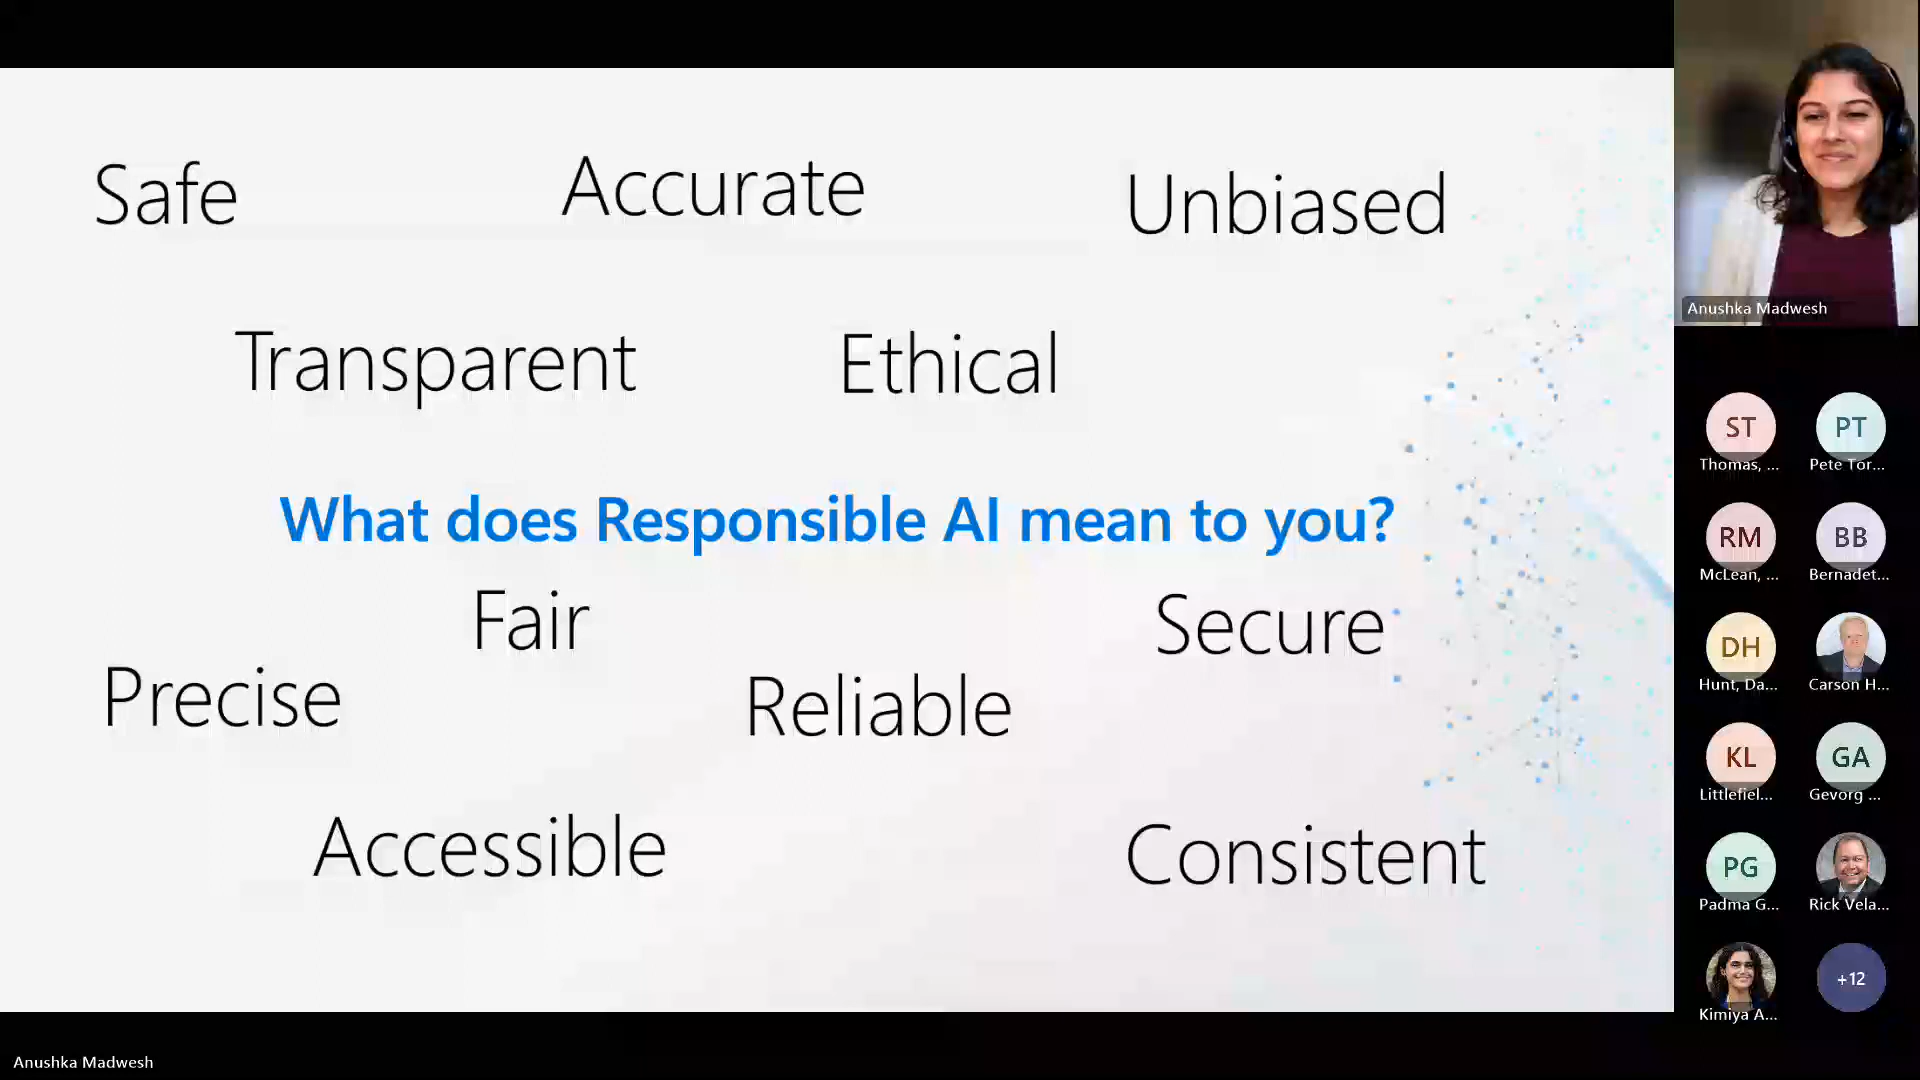 Safe
Accurate
Unbiased
Transparent
Ethical
What does Responsible AI mean to you?
Fair
Secure
Precise
Reliable
Accessible
Consistent
Anushka Madwesh
ST
PT
Thomas, ...
Pete Tor...
RM
BB
McLean, ...
Bernadet...
DH
Hunt, Da...
Carson H...
KL
GA
Littlefiel...
Gevorg ...
PG
Padma G...
Rick Vela...
+12
Kimiya A...
Anushka Madwesh